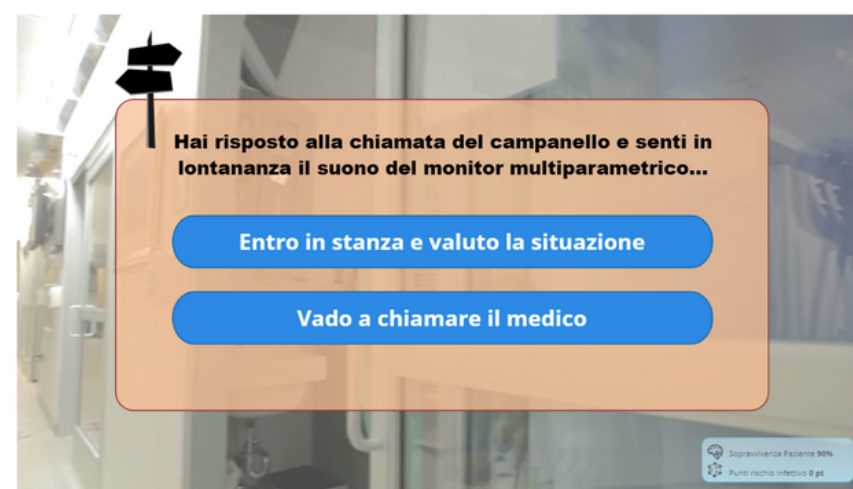 Hai risposto alla chiamata del campanello e senti in
lontananza il suono del monitor multiparametrico...
Entro in stanza e valuto la situazione
Vado a chiamare il medico
Sopravvivenza Paziente 90%
Punti rischio infettivo 0 pt